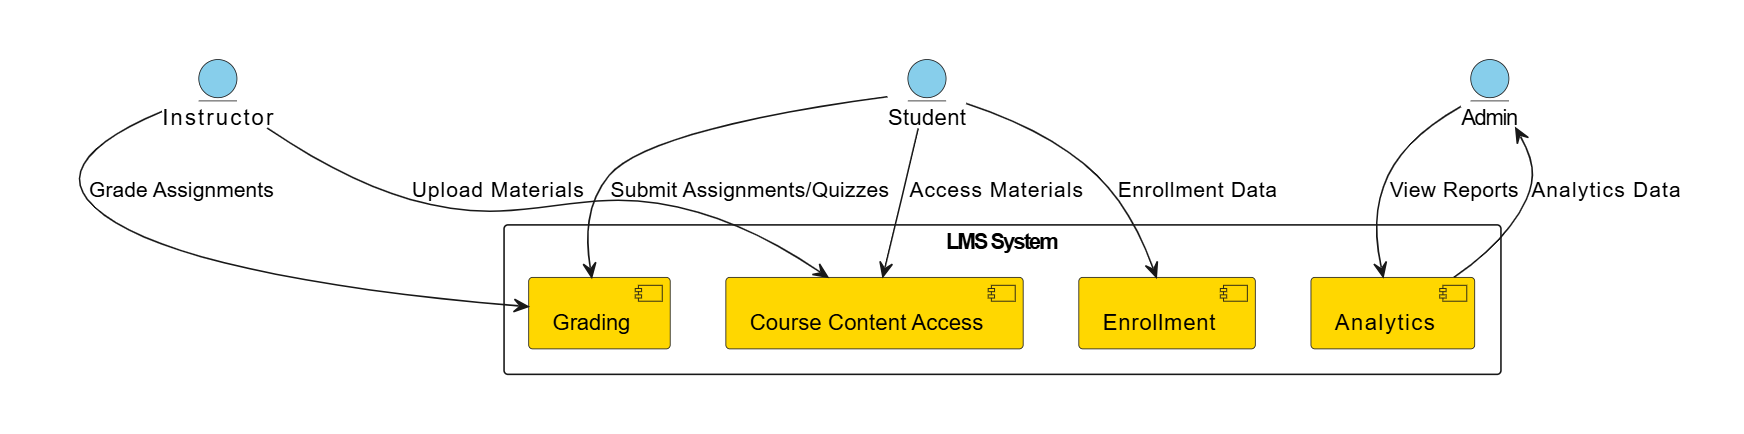 Instructor
Student
Admin
Grade Assignments
Upload Materials
Submit Assignments/Quizzes
Access Materials
Enrollment Data
View Reports
Analytics Data
LMS System
Grading
Course Content Access
Enrollment
Analytics